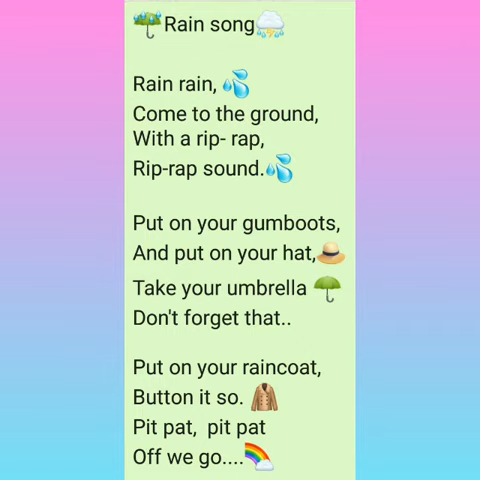 ☔Rain song⛈️
Rain rain, 💦
Come to the ground,
With a rip- rap,
Rip-rap sound.💦
Put on your gumboots,
And put on your hat,👒
Take your umbrella ☂️
Don't forget that..
Put on your raincoat,
Button it so. 🧥
Pit pat,  pit pat
Off we go....🌈